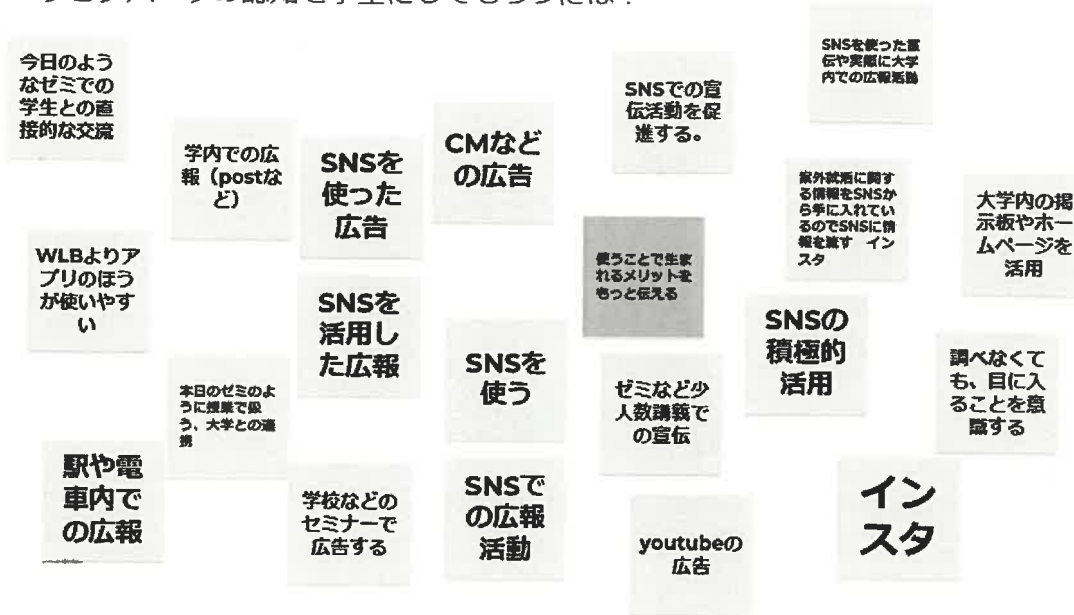 今日のよう
なゼミでの
学生との直
接的な交流
学内での広
報（postな
ど）
SNSを
使った
広告
CMなど
の広告
SNSでの宣
伝活動を促
進する。
SNSを使った宣
伝や実際に大学
内での広報活動
案外就活に関す
る情報をSNSか
ら手に入れてい
るのでSNSに情
報を流す　イン
スタ
大学内の掲
示板やホー
ムページを
活用
WLBよりア
プリのほう
が使いやす
い
SNSを
活用し
た広報
使うことで生ま
れるメリットを
もっと伝える
SNSを
使う
SNSの
積極的
活用
調べなくて
も、目に入
ることを意
識する
本日のゼミのよ
うに授業で扱
う、大学との連
携
ゼミなど少
人数講義で
の宣伝
駅や電
車内で
の広報
学校などの
セミナーで
広告する
SNSで
の広報
活動
youtubeの
広告
イン
スタ